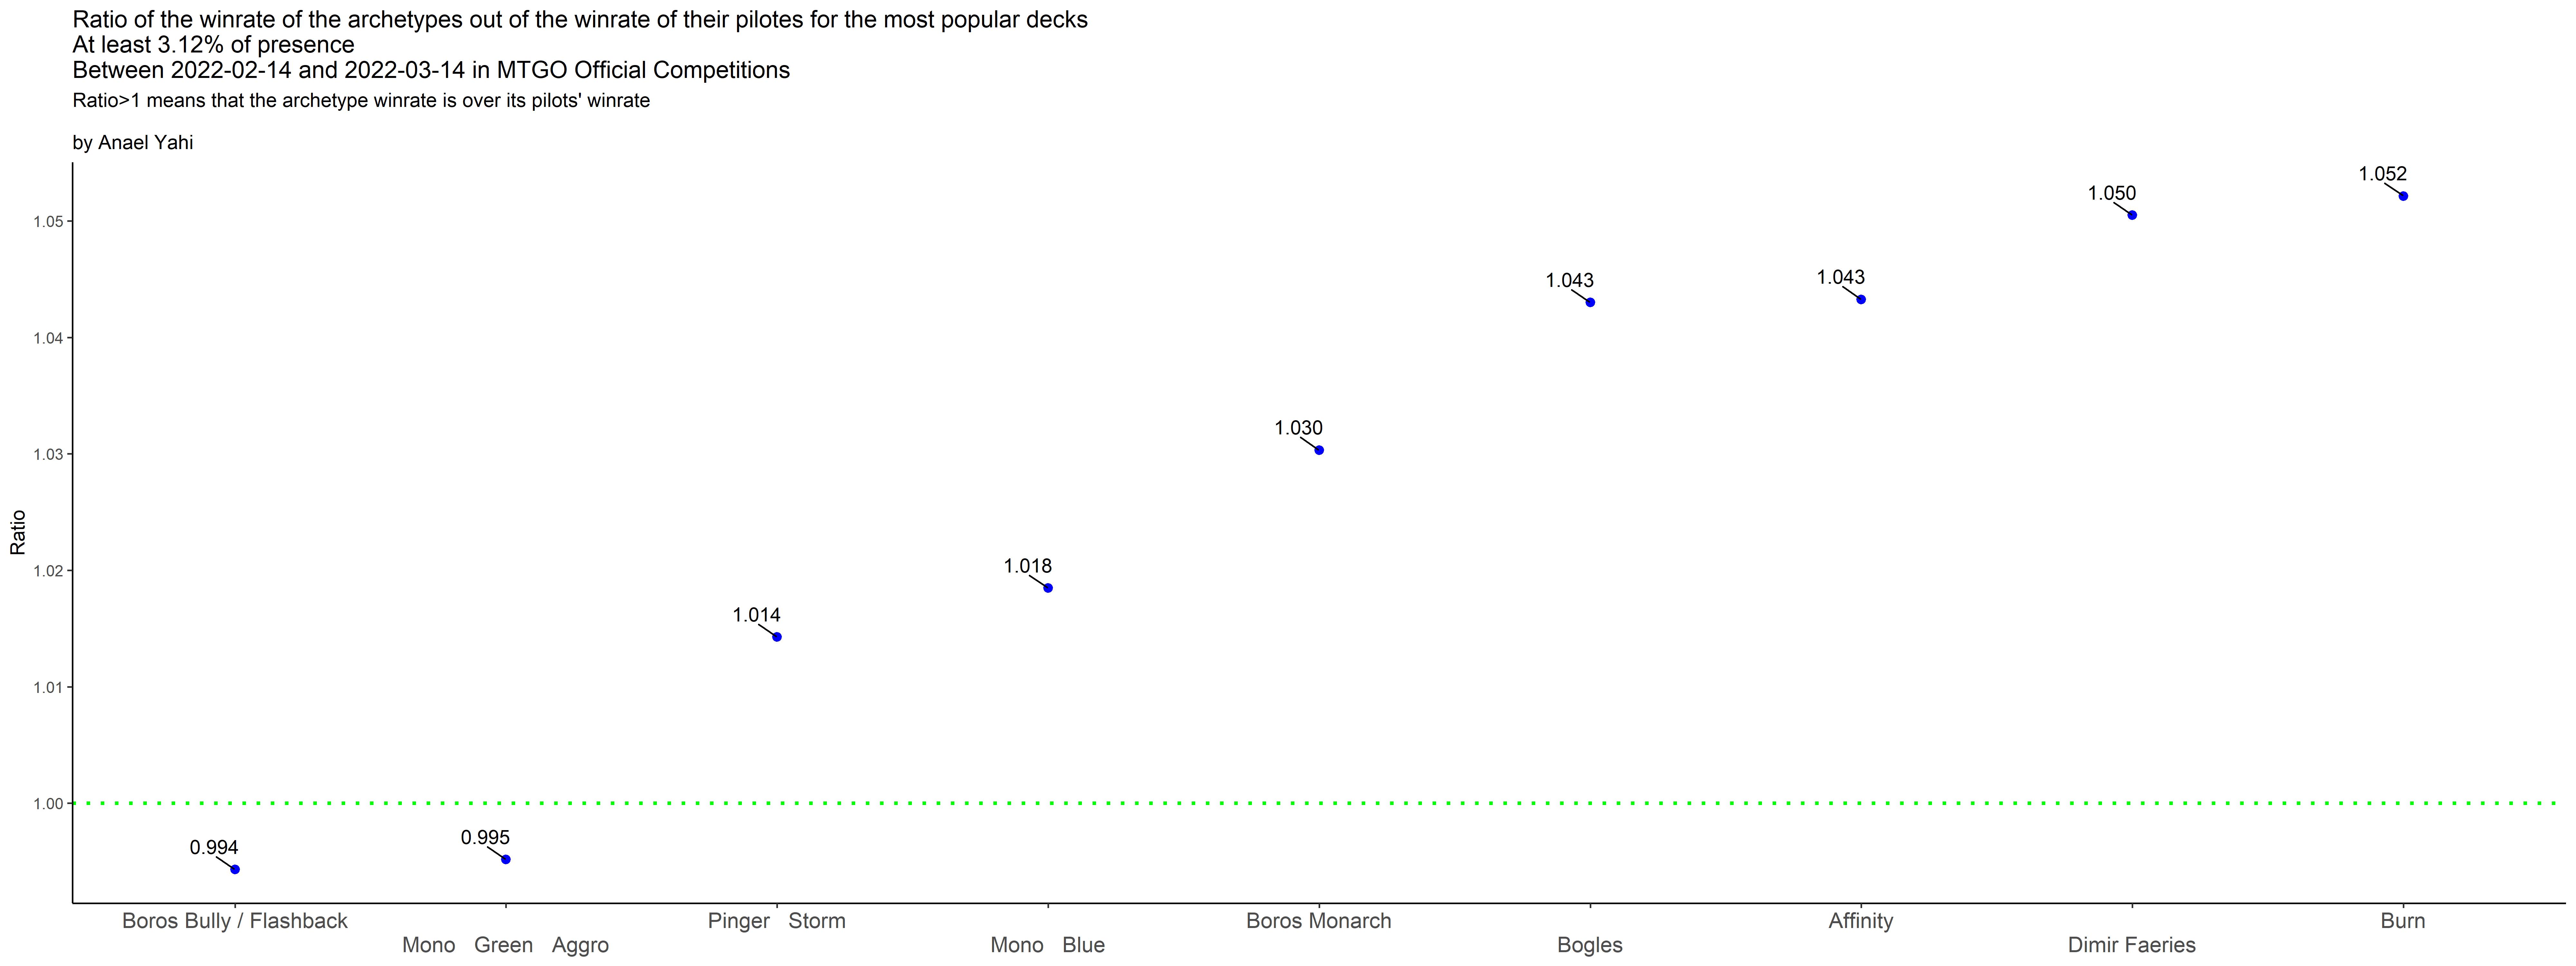 Ratio of the winrate of the archetypes out of the winrate of their pilotes for the most popular decks
At least 3.12% of presence
Between 2022-02-14 and 2022-03-14 in MTGO Official Competitions
Ratio>1 means that the archetype winrate is over its pilots' winrate
by Anael Yahi
1.052
1.050
1.05
1.043
1.043
1.04
1.030
1.03
Ratio
1.018
1.02
1.014
1.01
1.00
0.995
0.994
Boros Bully / Flashback
Mono Green Aggro
Pinger Storm
Mono Blue
Boros Monarch
Bogles
Affinity
Dimir Faeries
Burn